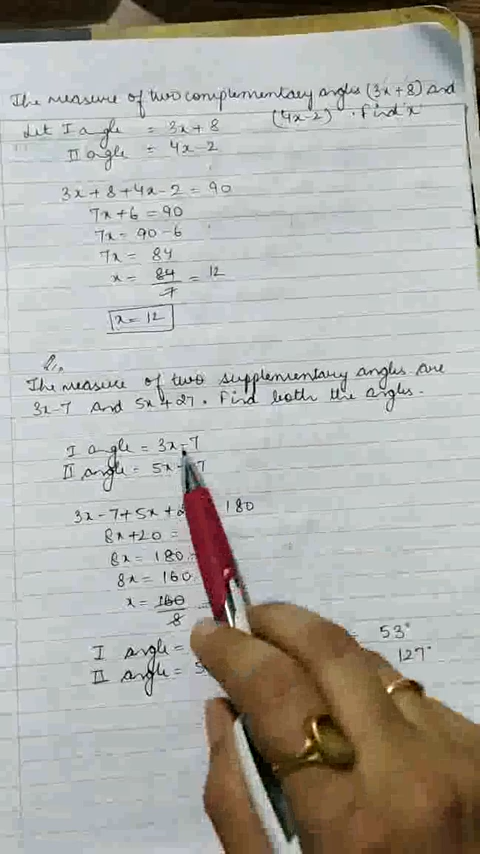 The measure of two complementary angles (3x+8) and
(4x-2). Find 'x'
Let I angle = 3x+8
II angle = 4x-2
3x+8+4x-2 = 90
7x+6 = 90
7x = 90-6
7x = 84
x = 84/7 = 12
x = 12
The measure of two supplementary angles are
3x-7 and 5x+27. Find both the angles.
I angle = 3x-7
II angle = 5x 7
3x-7+5x+ 180
8x+20 =
8x = 180
8x = 160
x = 160/8
I angle = = 53°
II angle = 5 127°